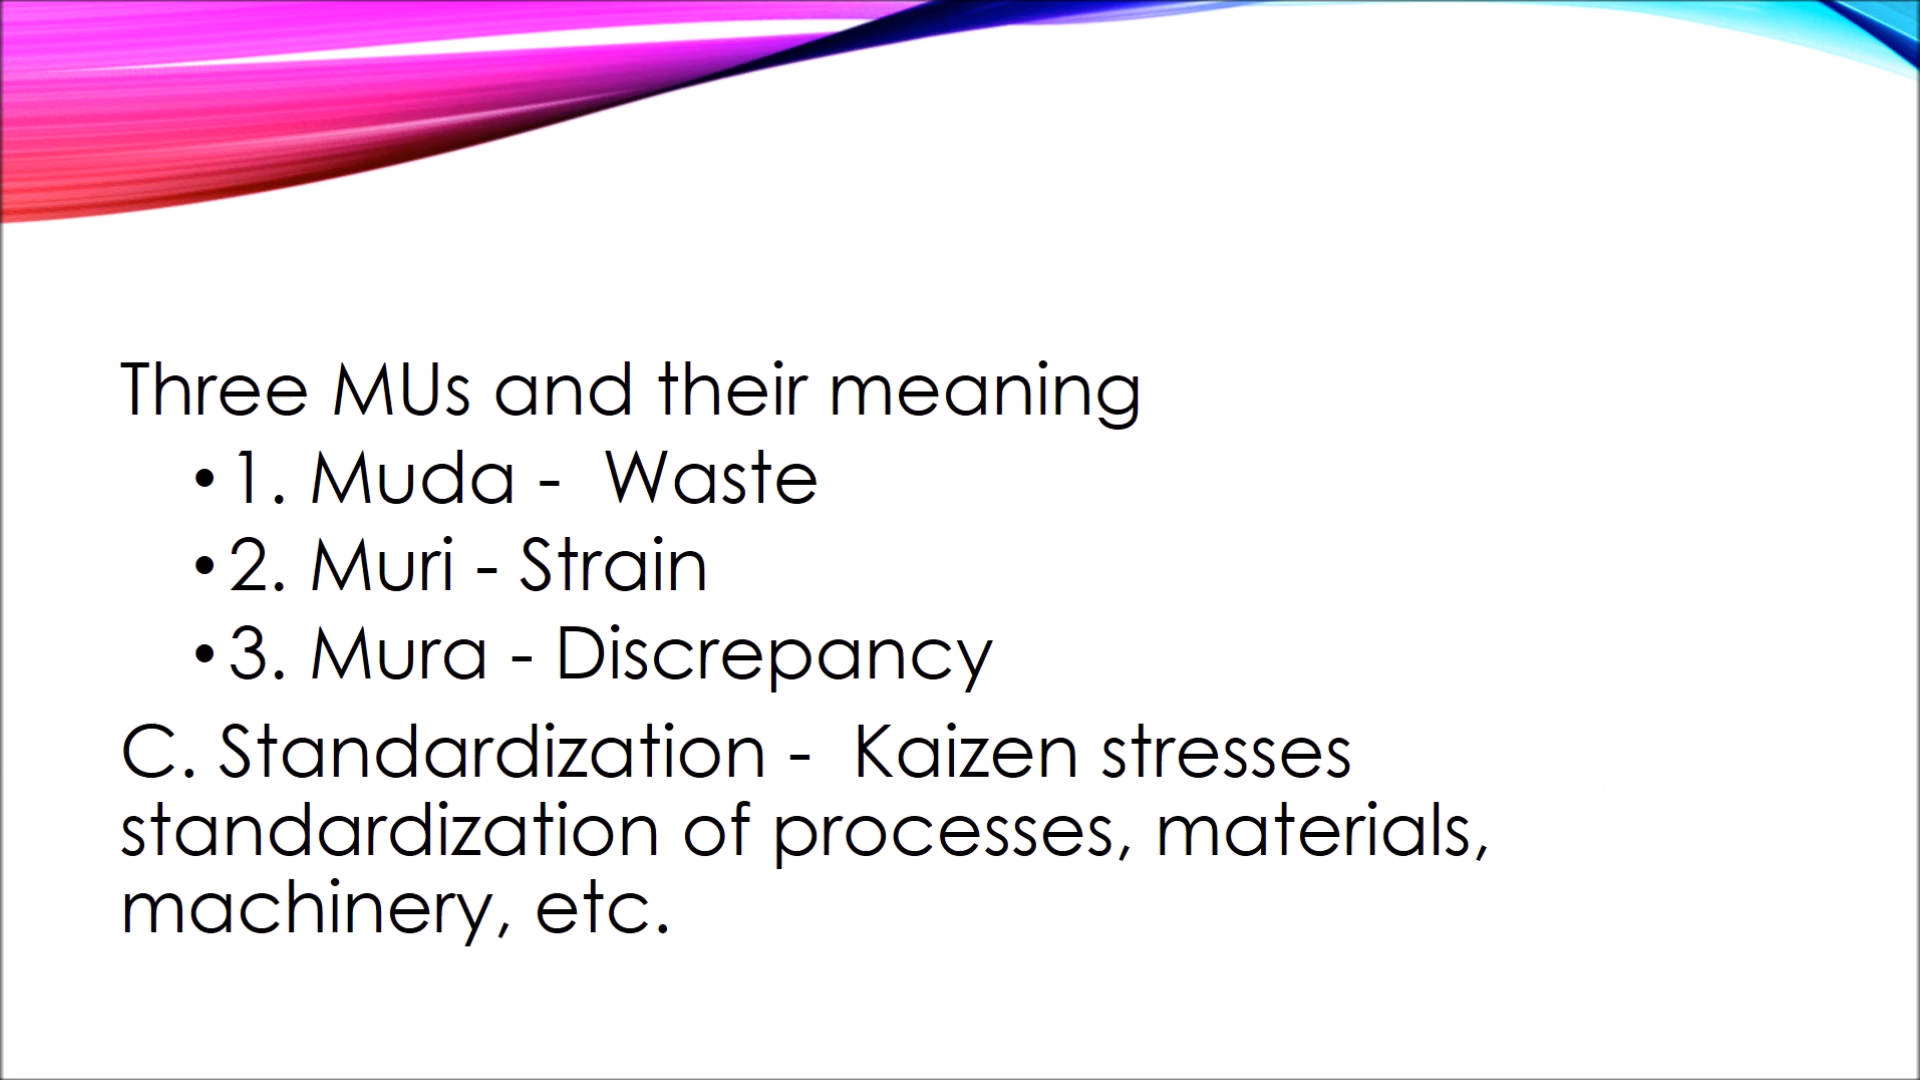 Three MUs and their meaning
• 1. Muda -  Waste
• 2. Muri - Strain
• 3. Mura - Discrepancy
C. Standardization -  Kaizen stresses
standardization of processes, materials,
machinery, etc.